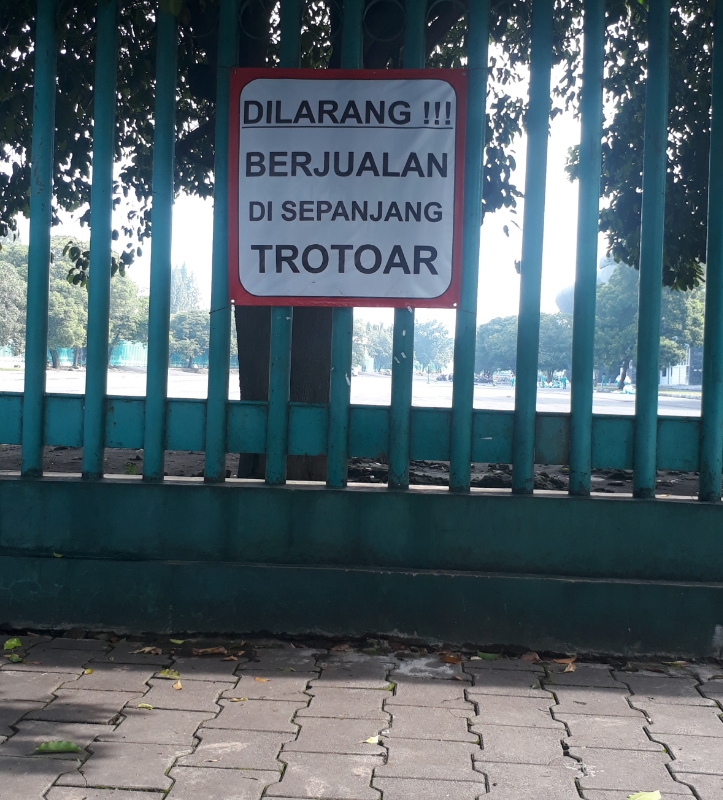 DILARANG !!!
BERJUALAN
DI SEPANJANG
TROTOAR